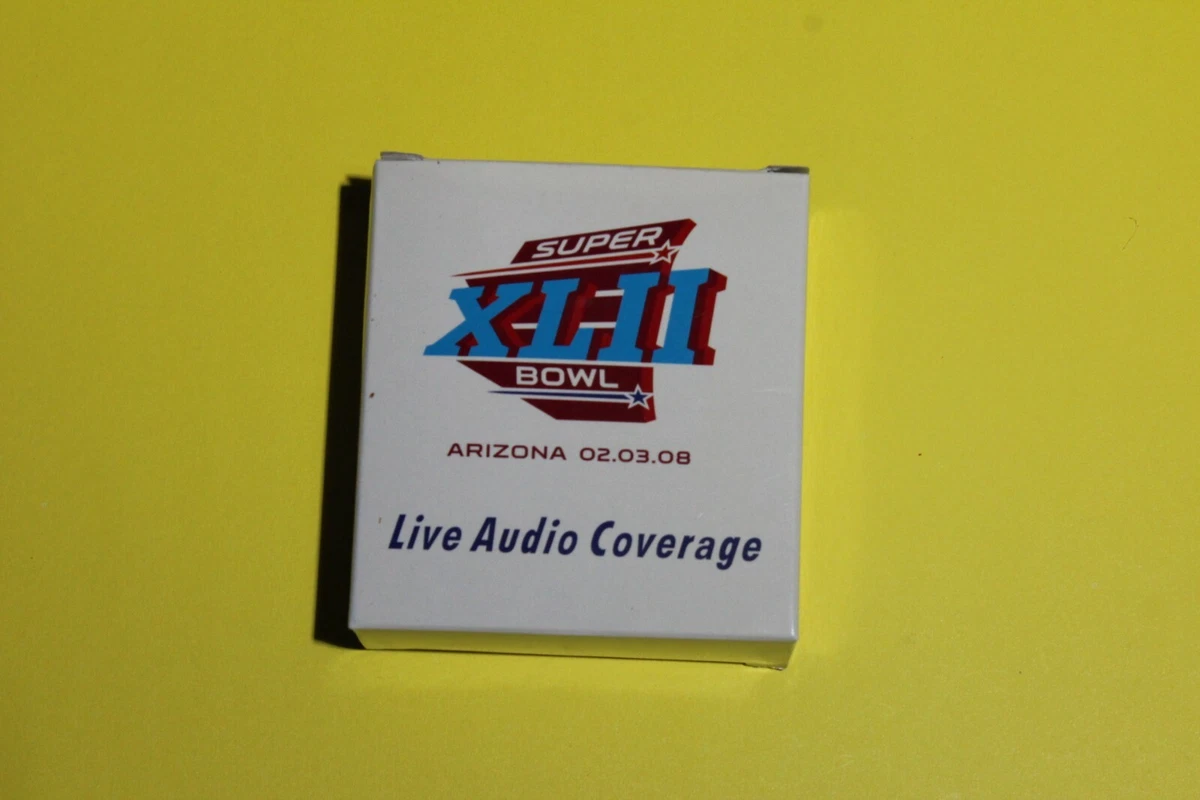 SUPER
XLII
BOWL
ARIZONA 02.03.08
Live Audio Coverage